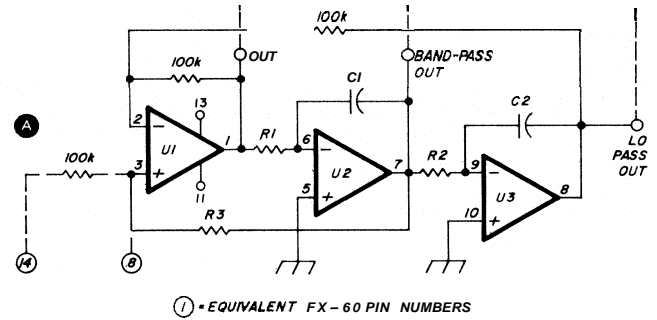 100k
100k
OUT
BAND-PASS
OUT
C1
C2
13
A
2
-
U1
1
R1
6
-
U2
7
R2
9
-
U3
8
LO
PASS
OUT
100k
3
+
11
5
+
10
+
R3
14
8
1 = EQUIVALENT FX-60 PIN NUMBERS